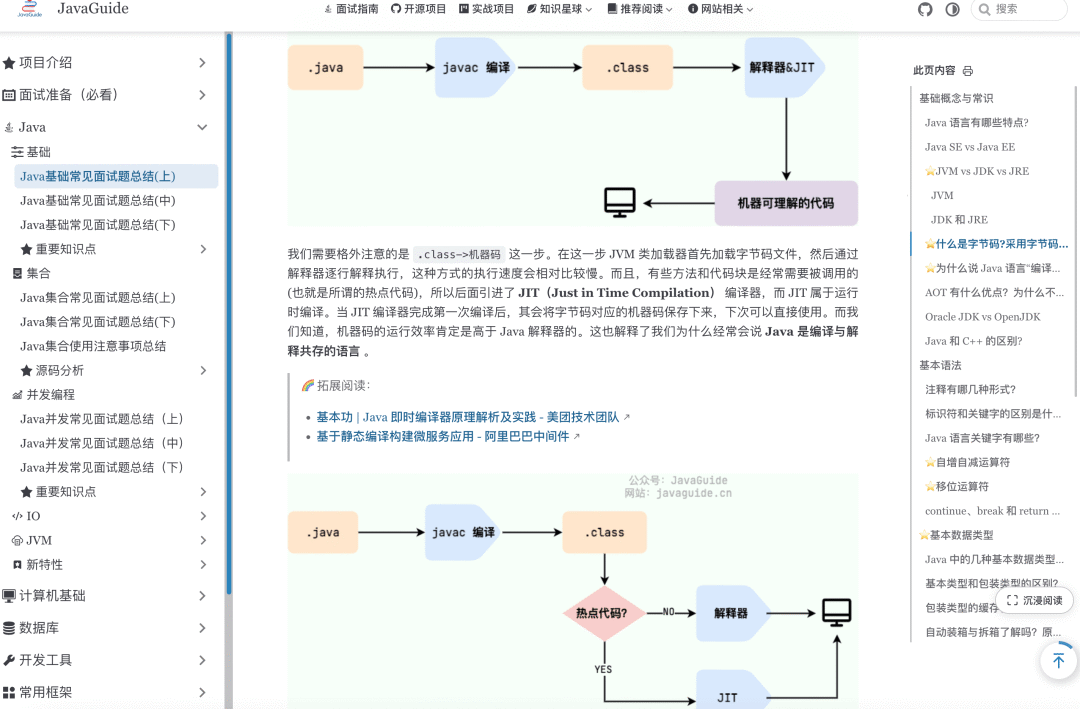 JavaGuide
JavaGuide
面试指南
开源项目
实战项目
知识星球
推荐阅读
网站相关
搜索
项目介绍
面试准备（必看）
Java
基础
Java基础常见面试题总结(上)
Java基础常见面试题总结(中)
Java基础常见面试题总结(下)
重要知识点
集合
Java集合常见面试题总结(上)
Java集合常见面试题总结(下)
Java集合使用注意事项总结
源码分析
并发编程
Java并发常见面试题总结（上）
Java并发常见面试题总结（中）
Java并发常见面试题总结（下）
重要知识点
IO
JVM
新特性
计算机基础
数据库
开发工具
常用框架
.java
javac 编译
.class
解释器&JIT
机器可理解的代码
我们需要格外注意的是 .class->机器码 这一步。在这一步 JVM 类加载器首先加载字节码文件，然后通过
解释器逐行解释执行，这种方式的执行速度会相对比较慢。而且，有些方法和代码块是经常需要被调用的
(也就是所谓的热点代码)，所以后面引进了 JIT（Just in Time Compilation） 编译器，而 JIT 属于运行
时编译。当 JIT 编译器完成第一次编译后，其会将字节码对应的机器码保存下来，下次可以直接使用。而我
们知道，机器码的运行效率肯定是高于 Java 解释器的。这也解释了我们为什么经常会说 Java 是编译与解
释共存的语言 。
🌈 拓展阅读：
• 基本功 | Java 即时编译器原理解析及实践 - 美团技术团队
• 基于静态编译构建微服务应用 - 阿里巴巴中间件
公众号：JavaGuide
网站：javaguide.cn
.java
javac 编译
.class
热点代码?
NO
解释器
YES
JIT
此页内容
基础概念与常识
Java 语言有哪些特点?
Java SE vs Java EE
⭐JVM vs JDK vs JRE
JVM
JDK 和 JRE
⭐什么是字节码?采用字节码...
⭐为什么说 Java 语言“编译...
AOT 有什么优点？为什么不...
Oracle JDK vs OpenJDK
Java 和 C++ 的区别?
基本语法
注释有哪几种形式?
标识符和关键字的区别是什...
Java 语言关键字有哪些?
⭐自增自减运算符
⭐移位运算符
continue、break 和 return ...
⭐基本数据类型
Java 中的几种基本数据类型...
基本类型和包装类型的区别?
包装类型的缓存
沉浸阅读
自动装箱与拆箱了解吗？原...